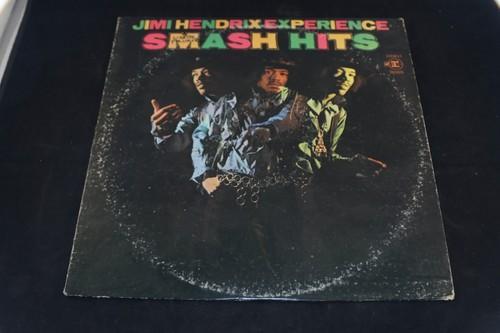 JIMI HENDRIX EXPERIENCE
SMASH HITS